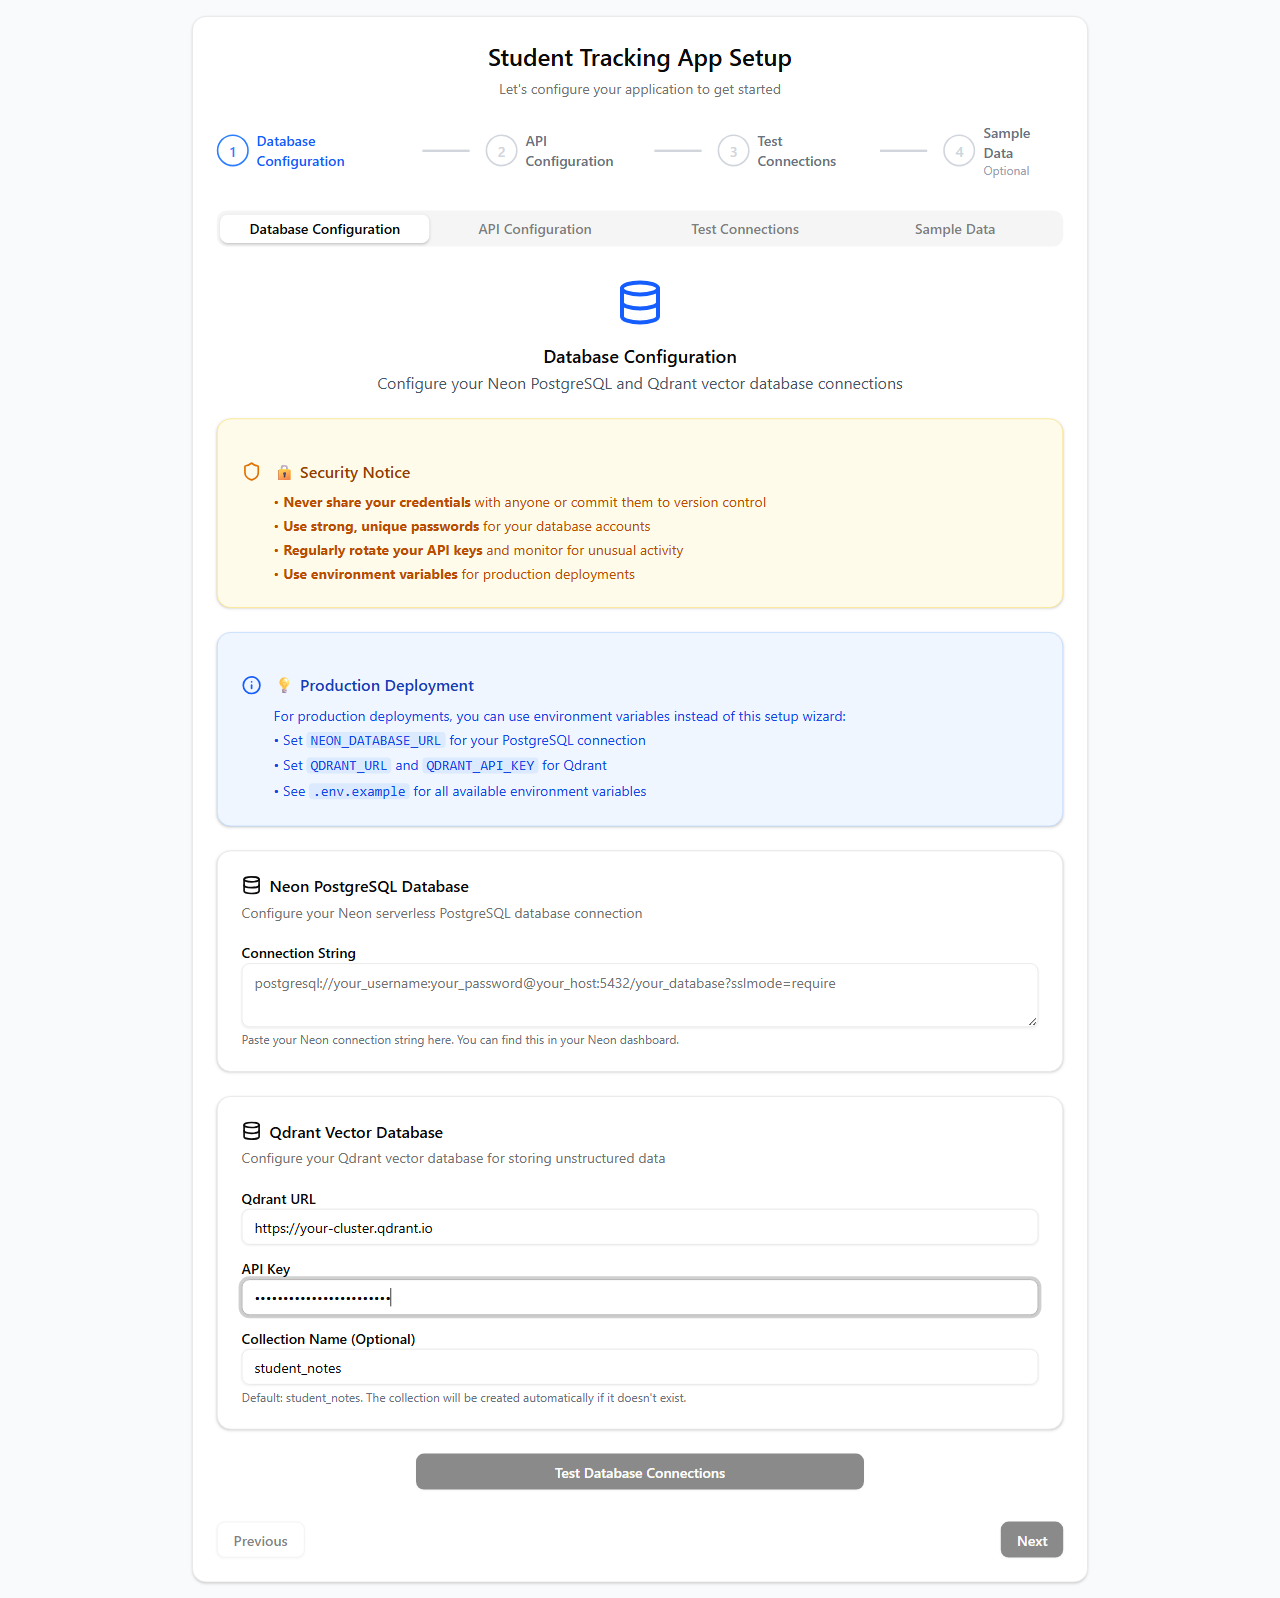 Student Tracking App Setup
Let's configure your application to get started
1
Database
Configuration
2
API
Configuration
3
Test
Connections
4
Sample
Data
Optional
Database Configuration
API Configuration
Test Connections
Sample Data
Database Configuration
Configure your Neon PostgreSQL and Qdrant vector database connections
🔒 Security Notice
• Never share your credentials with anyone or commit them to version control
• Use strong, unique passwords for your database accounts
• Regularly rotate your API keys and monitor for unusual activity
• Use environment variables for production deployments
💡 Production Deployment
For production deployments, you can use environment variables instead of this setup wizard:
• Set NEON_DATABASE_URL for your PostgreSQL connection
• Set QDRANT_URL and QDRANT_API_KEY for Qdrant
• See .env.example for all available environment variables
Neon PostgreSQL Database
Configure your Neon serverless PostgreSQL database connection
Connection String
postgresql://your_username:your_password@your_host:5432/your_database?sslmode=require
Paste your Neon connection string here. You can find this in your Neon dashboard.
Qdrant Vector Database
Configure your Qdrant vector database for storing unstructured data
Qdrant URL
https://your-cluster.qdrant.io
API Key
••••••••••••••••••••••••
Collection Name (Optional)
student_notes
Default: student_notes. The collection will be created automatically if it doesn't exist.
Test Database Connections
Previous
Next